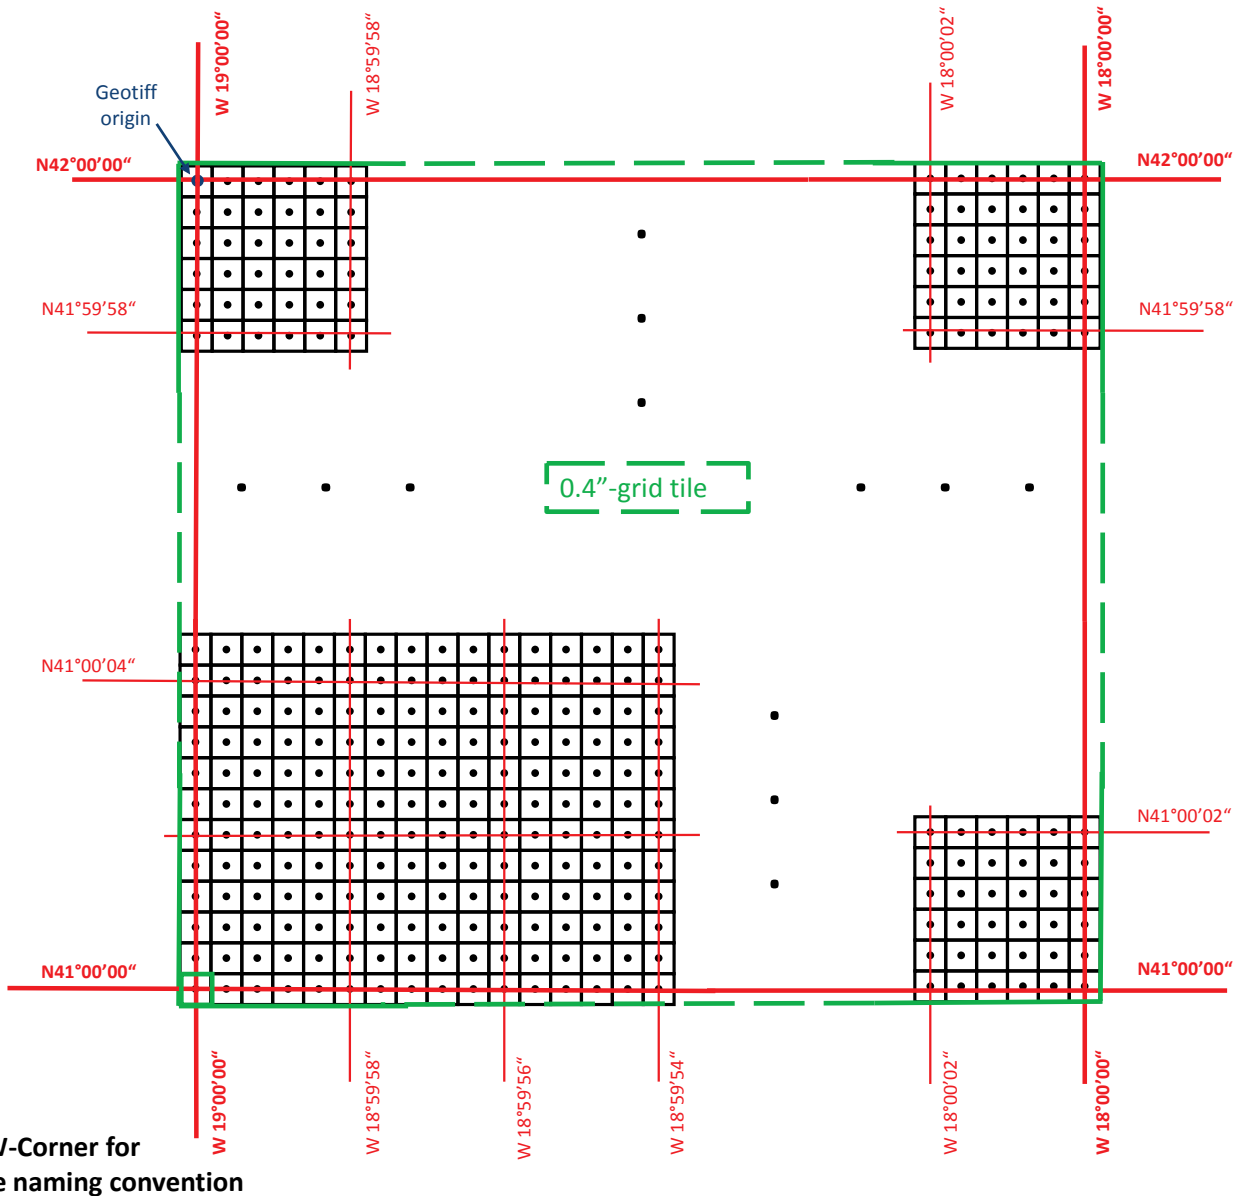 W 19°00'00“
W 18°59'58“
W 18°00'02“
W 18°00'00“
Geotiff
origin
N42°00'00“
N42°00'00“
N41°59'58“
N41°59'58“
0.4”-grid tile
N41°00'04“
N41°00'02“
N41°00'00“
N41°00'00“
W 19°00'00“
W 18°59'58“
W 18°59'56“
W 18°59'54“
W 18°00'02“
W 18°00'00“
-Corner for
naming convention